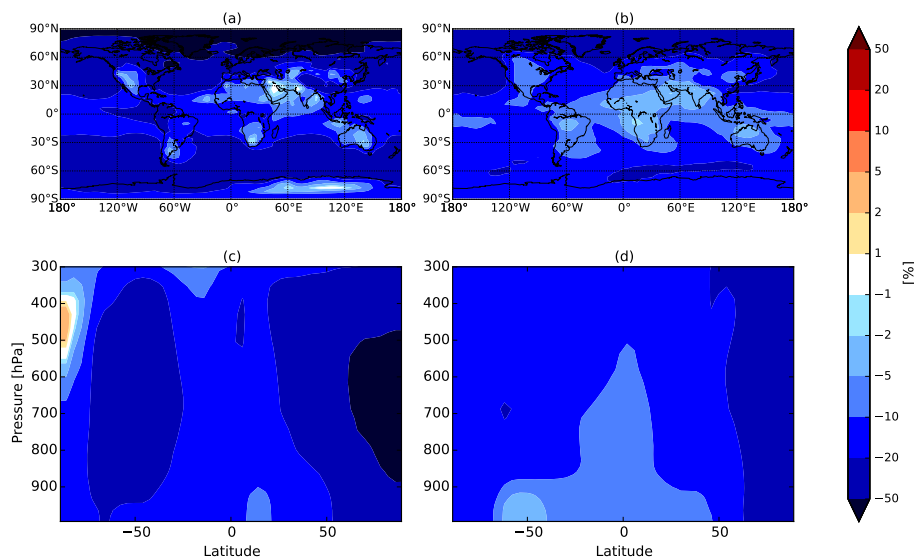 (a) (b)
90°N 90°N
60°N 60°N
30°N 30°N
0° 0°
30°S 30°S
60°S 60°S
90°S 90°S
180° 120°W 60°W 0° 60°E 120°E 180° 180° 120°W 60°W 0° 60°E 120°E 180°
(c) (d)
300 300
400 400
500 500
600 600
700 700
800 800
900 900
Pressure [hPa]
−50 0 50 −50 0 50
Latitude Latitude
50
20
10
5
2
1
−1
−2
−5
−10
−20
−50
[%]